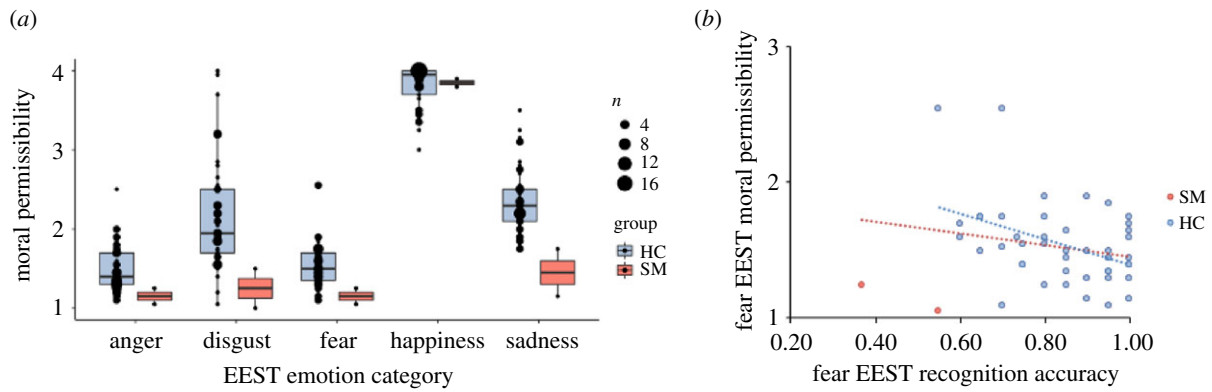 (a)
moral permissibility
4
3
2
1
anger disgust fear happiness sadness
EEST emotion category
n
4
8
12
16
group
HC
SM
(b)
fear EEST moral permissibility
3
2
1
0.20 0.40 0.60 0.80 1.00
fear EEST recognition accuracy
SM
HC